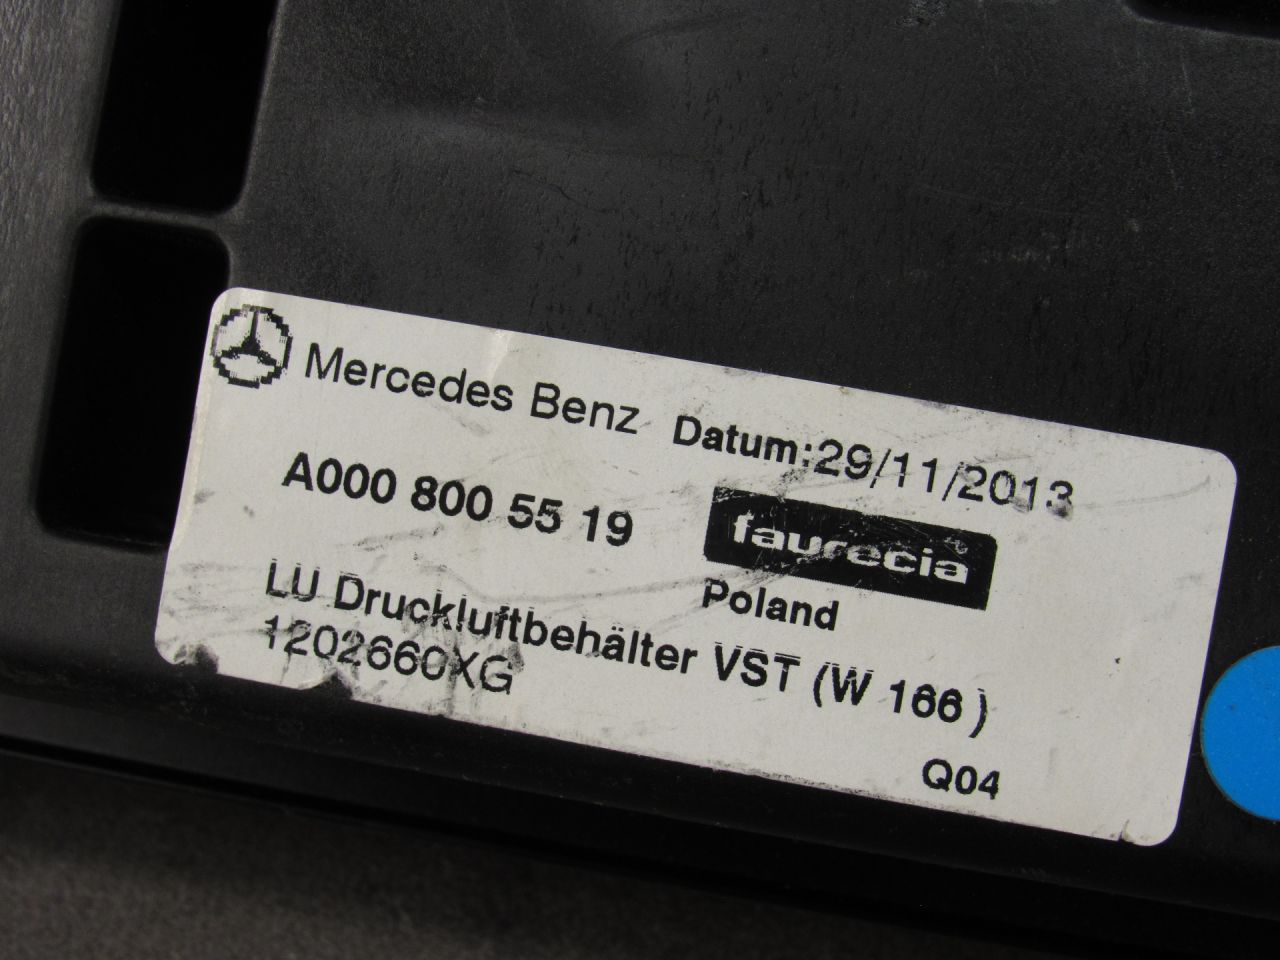 Mercedes Benz Datum:29/11/2013
A000 800 55 19
faurecia
Poland
LU Druckluftbehälter VST (W 166)
1202660XG
Q04